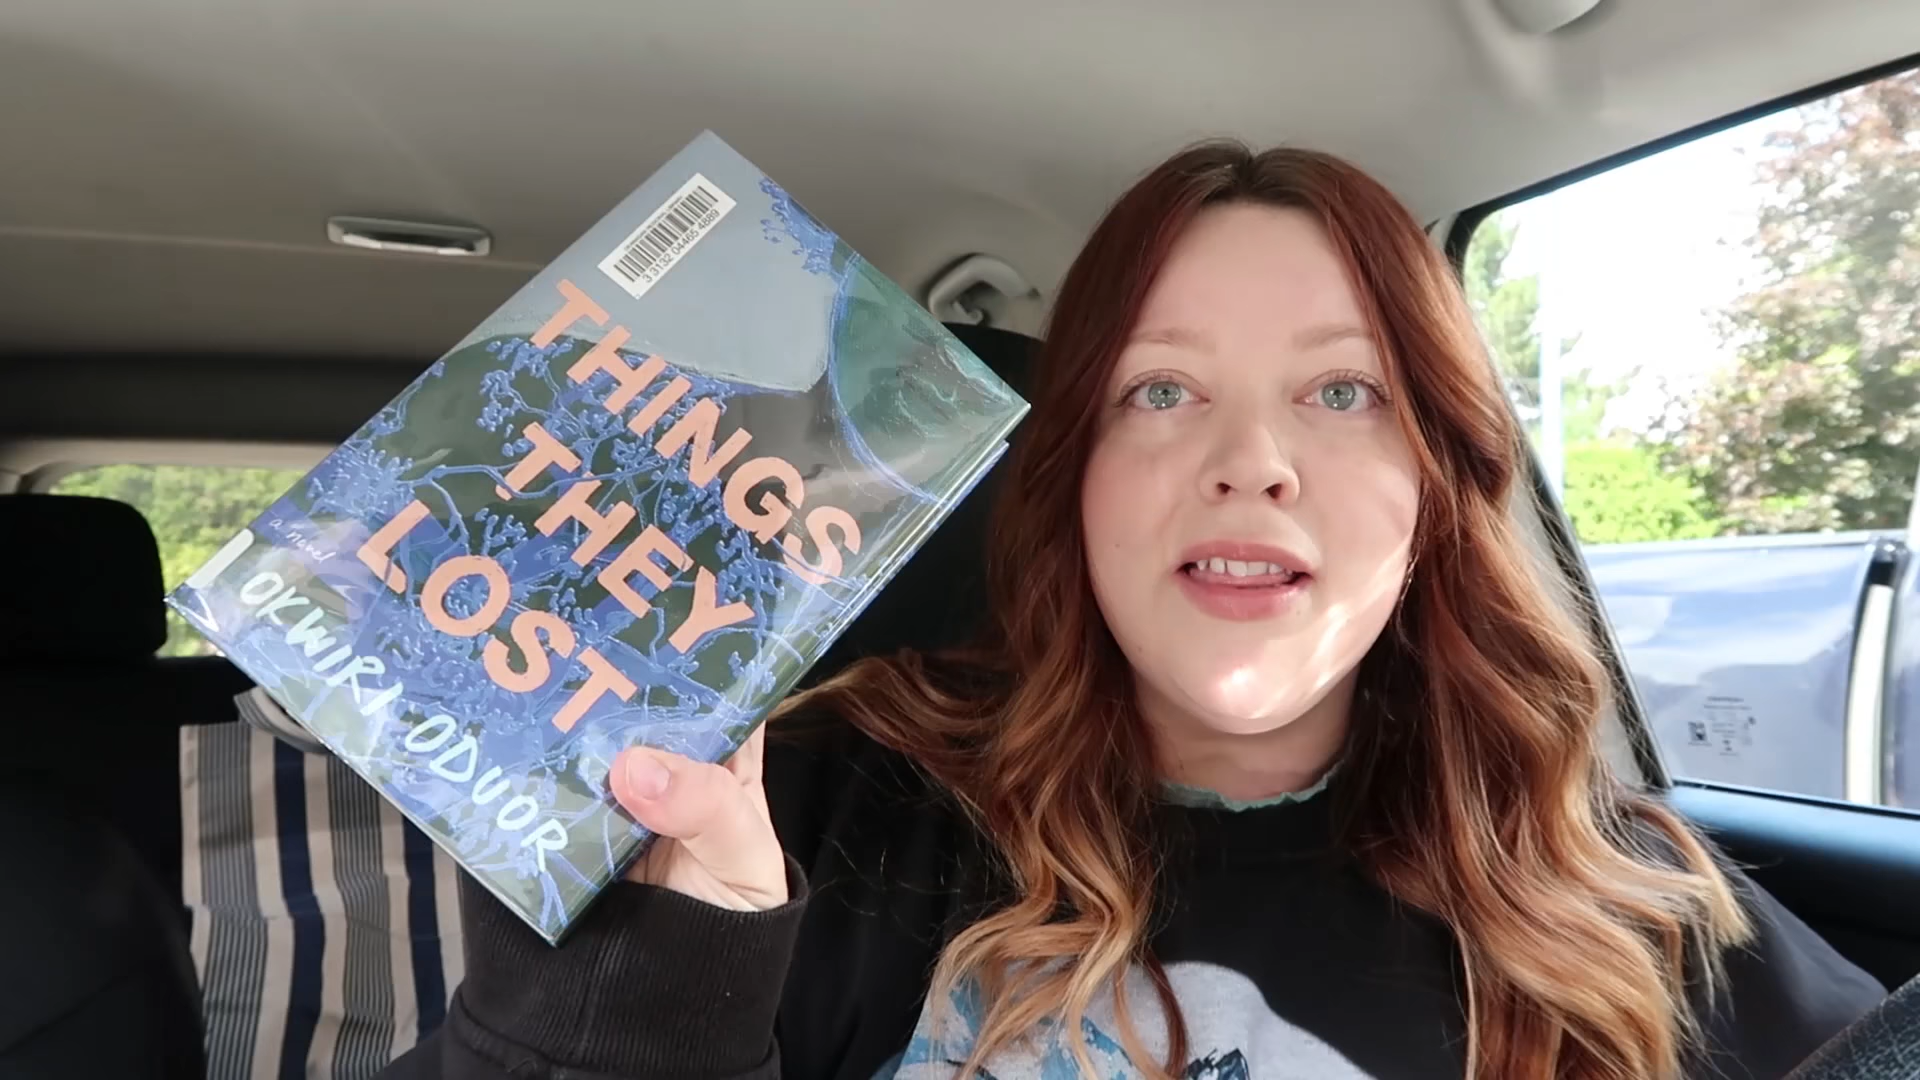 3 3132 04465 4889
THINGS
THEY
LOST
a novel
OKWIRI ODUOR